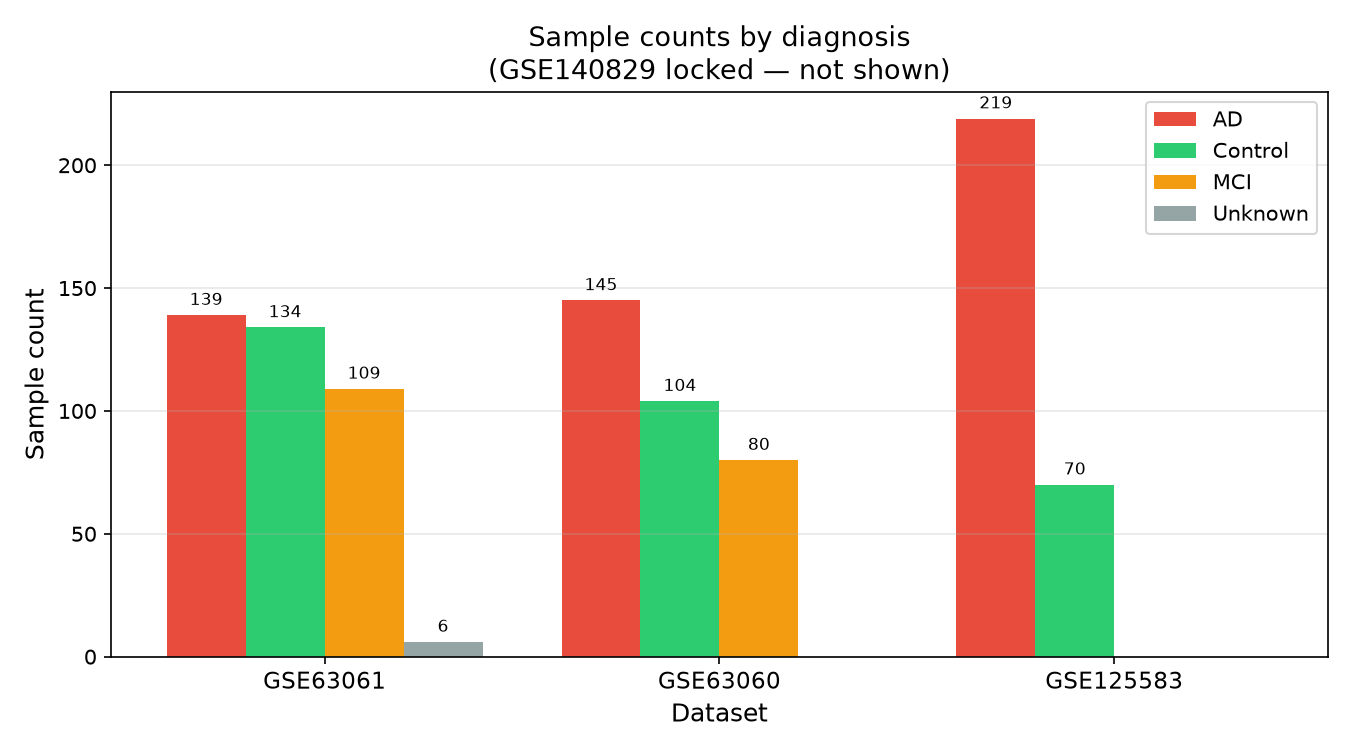 Sample counts by diagnosis
(GSE140829 locked — not shown)
219
AD
Control
MCI
Unknown
200
150
100
50
0
Sample count
139
134
109
6
145
104
80
70
GSE63061
GSE63060
GSE125583
Dataset